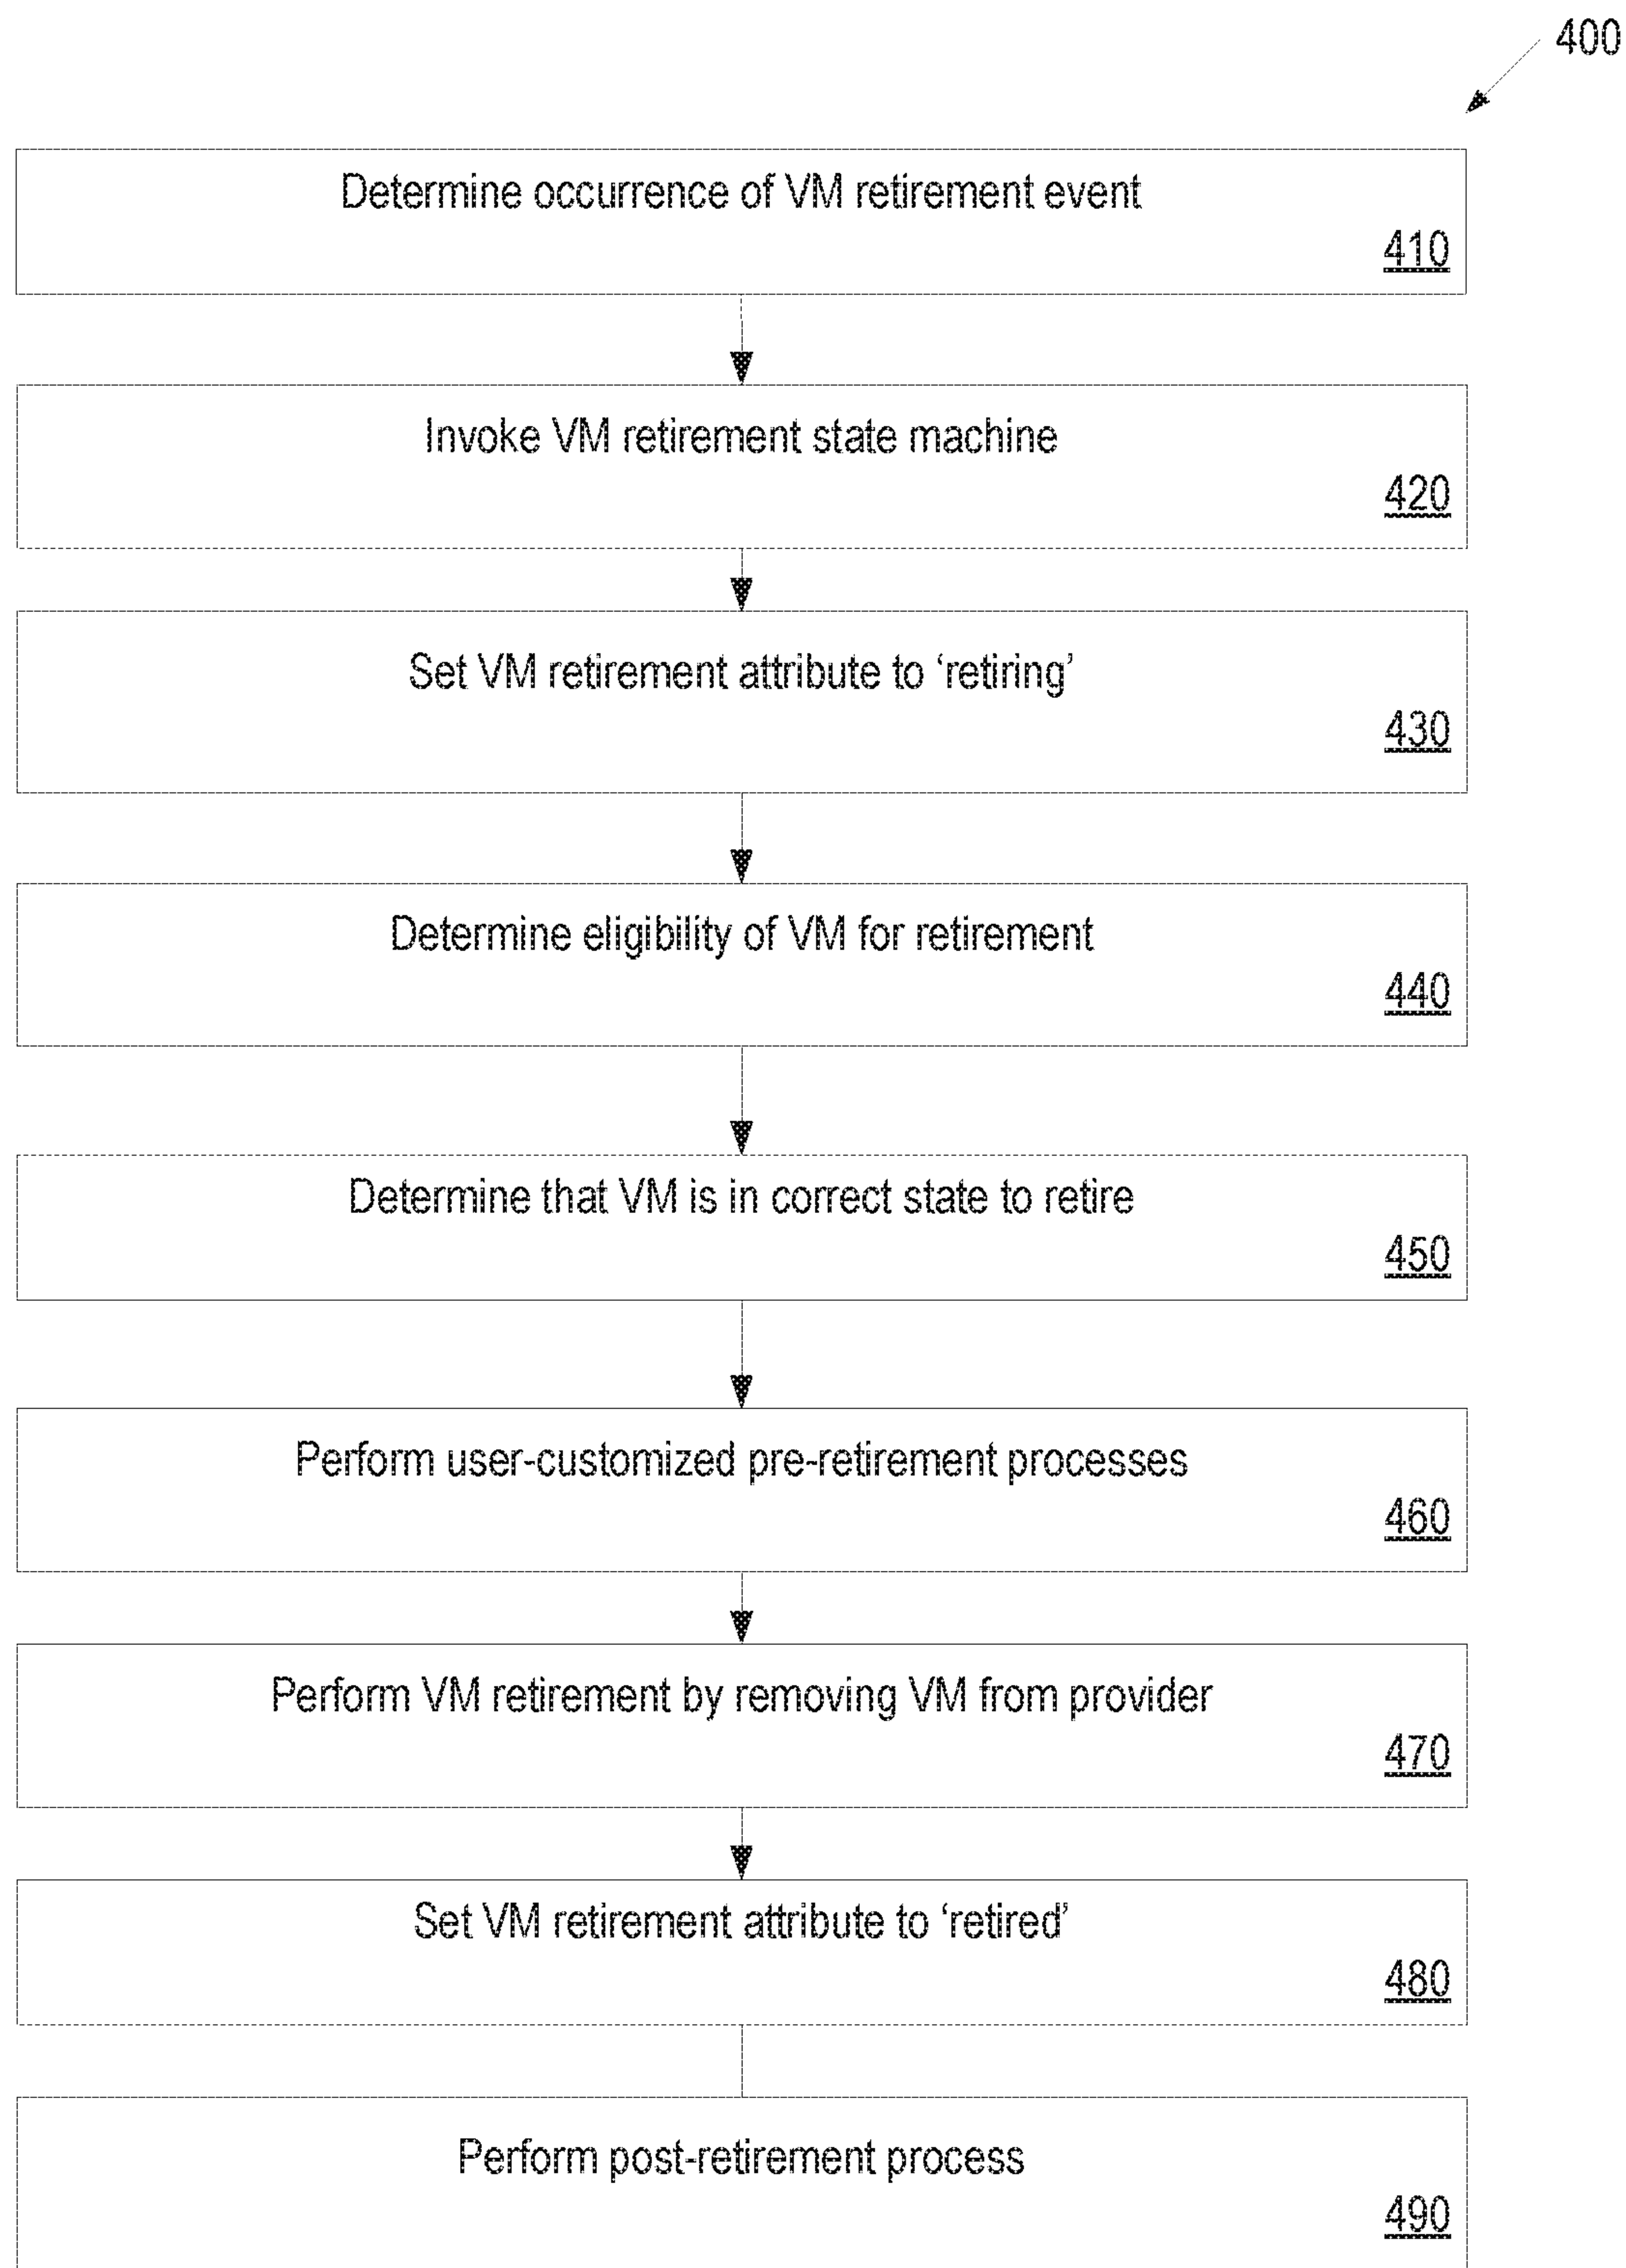 400
Determine occurrence of VM retirement event
410
Invoke VM retirement state machine
420
Set VM retirement attribute to ‘retiring’
430
Determine eligibility of VM for retirement
440
Determine that VM is in correct state to retire
450
Perform user-customized pre-retirement processes
460
Perform VM retirement by removing VM from provider
470
Set VM retirement attribute to ‘retired’
480
Perform post-retirement process
490